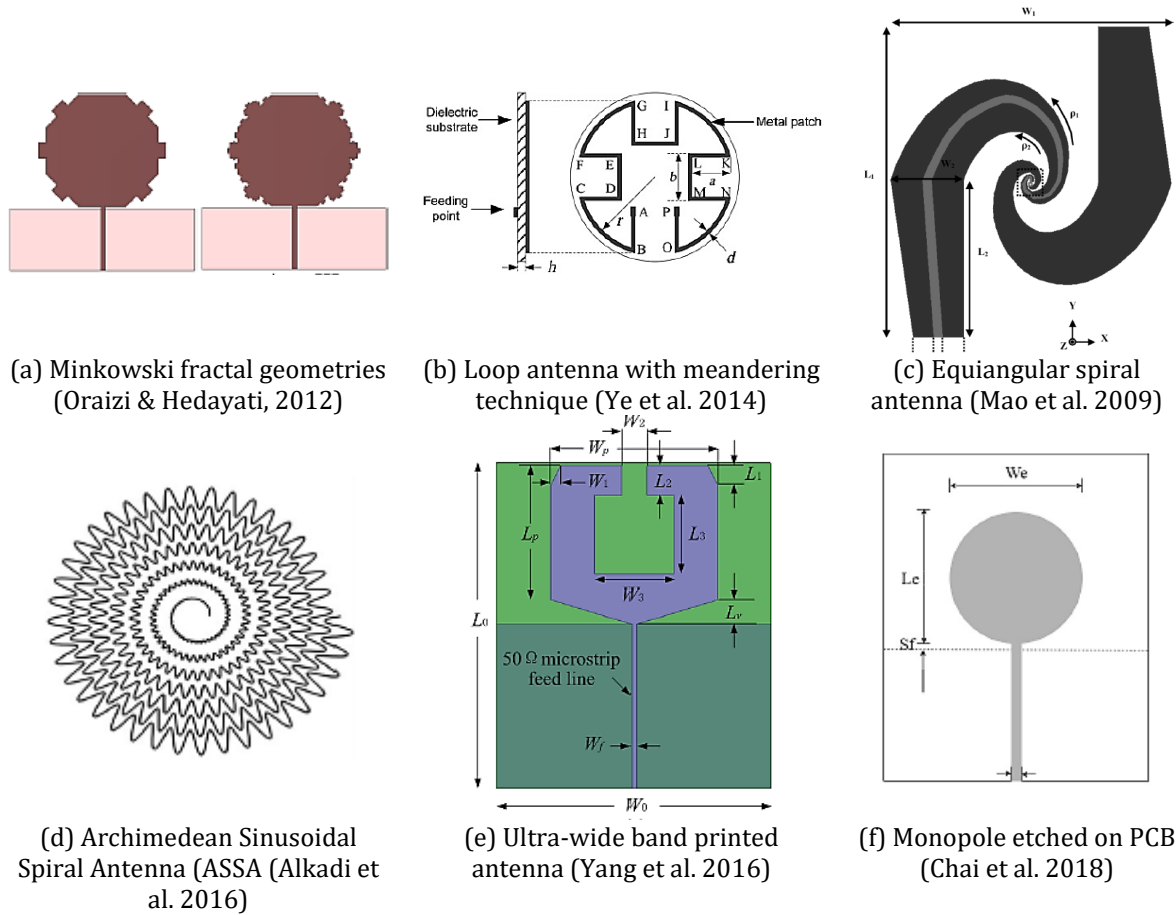 Dielectric
substrate
Feeding
point
h
G
I
H
J
Metal patch
F
E
L
K
C
D
b
a
M
N
A
P
r
B
O
d
W₁
ρ₁
ρ₂
W₂
L₁
L₂
Y
Z
X
(a) Minkowski fractal geometries
(Oraizi & Hedayati, 2012)
(b) Loop antenna with meandering
technique (Ye et al. 2014)
(c) Equiangular spiral
antenna (Mao et al. 2009)
W₂
Wₚ
W₁
L₂
L₁
Lₚ
L₃
W₃
Lᵥ
L₀
50 Ω microstrip
feed line
W_f
W₀
We
Le
Sf
(d) Archimedean Sinusoidal
Spiral Antenna (ASSA (Alkadi et
al. 2016)
(e) Ultra-wide band printed
antenna (Yang et al. 2016)
(f) Monopole etched on PCB
(Chai et al. 2018)